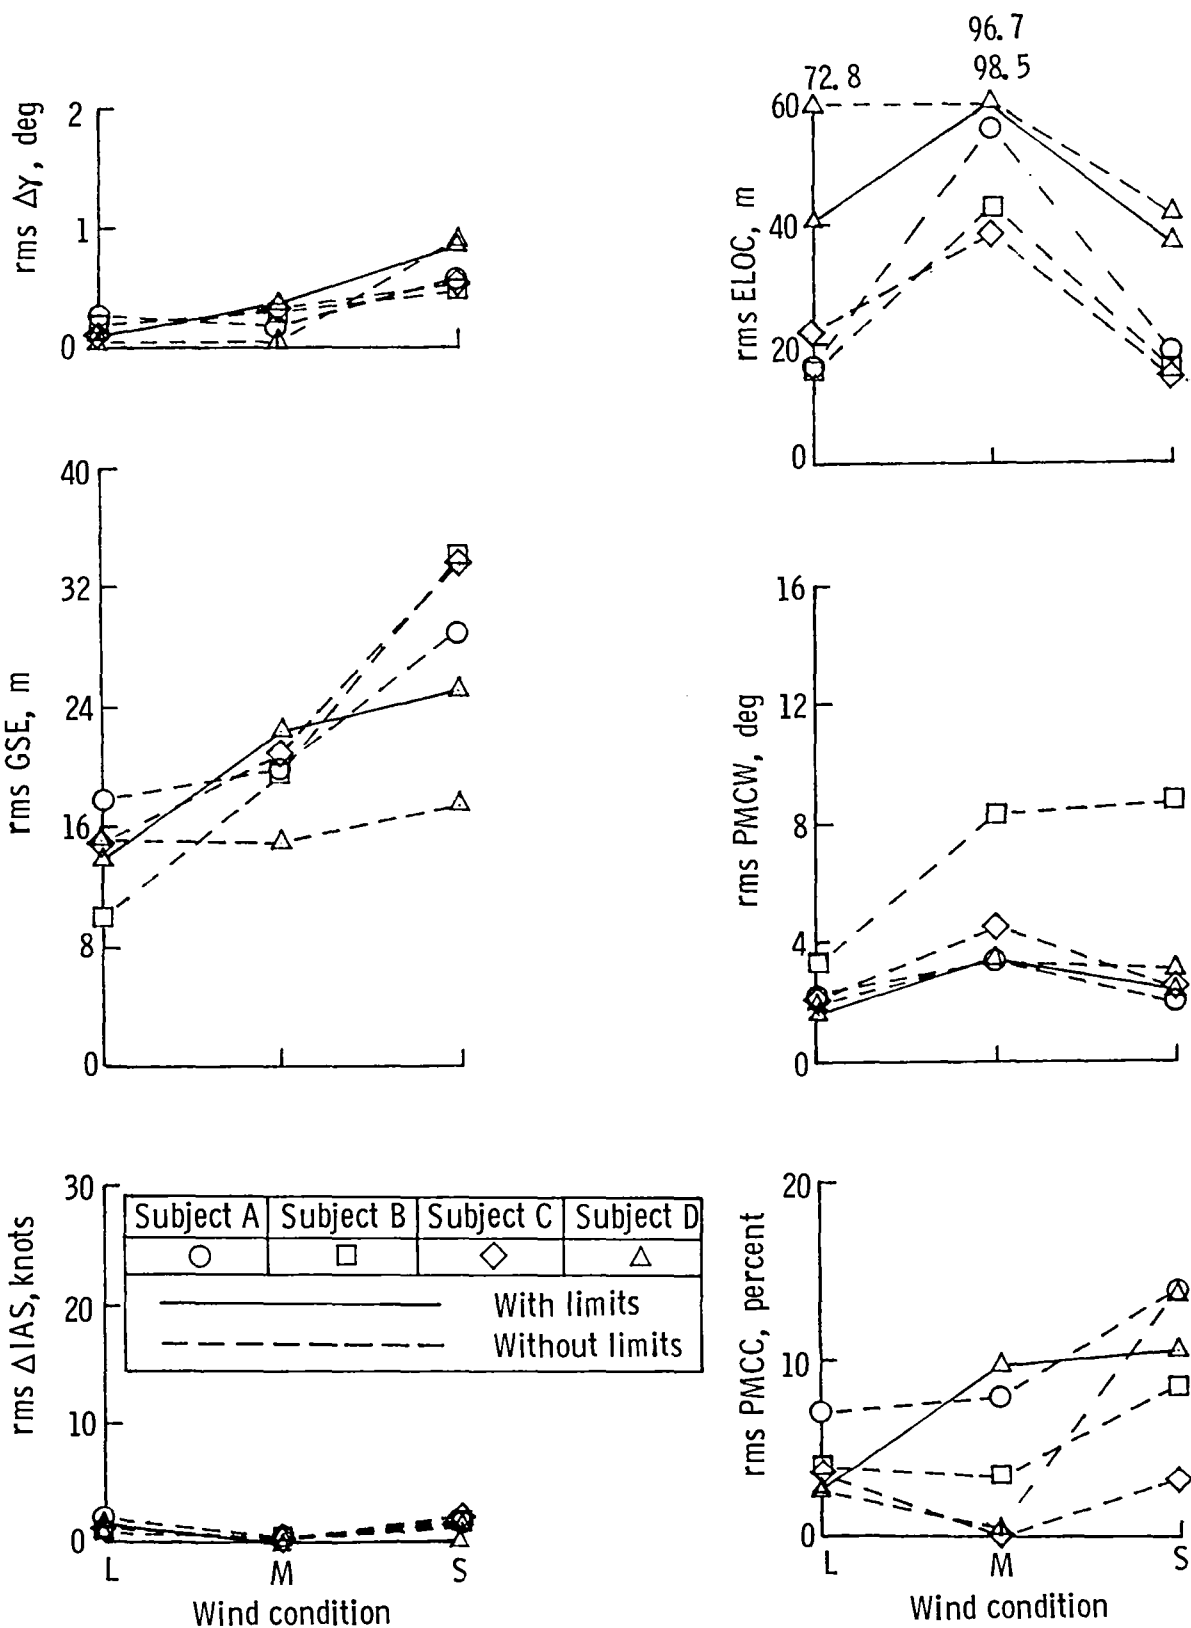 rms Δγ, deg
2
1
0
96.7
72.8
98.5
rms ELOC, m
60
40
20
0
rms GSE, m
40
32
24
16
8
0
rms PMCW, deg
16
12
8
4
0
rms ΔIAS, knots
30
20
10
0
Subject A Subject B Subject C Subject D
With limits
Without limits
L M S
Wind condition
rms PMCC, percent
20
10
0
L M S
Wind condition